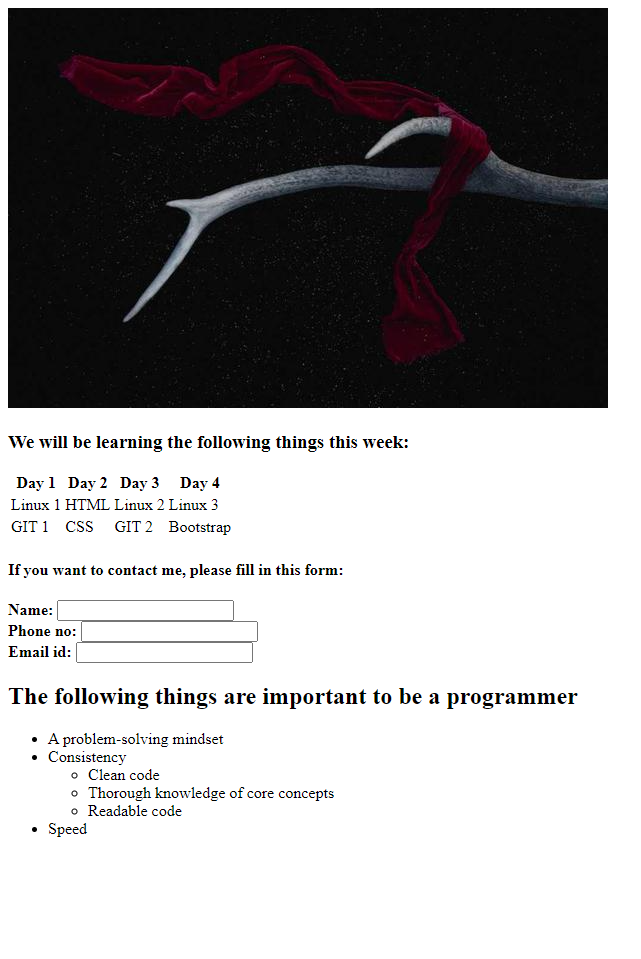 We will be learning the following things this week:
Day 1 Day 2 Day 3 Day 4
Linux 1 HTML Linux 2 Linux 3
GIT 1 CSS GIT 2 Bootstrap
If you want to contact me, please fill in this form:
Name:
Phone no:
Email id:
The following things are important to be a programmer
A problem-solving mindset
Consistency
Clean code
Thorough knowledge of core concepts
Readable code
Speed